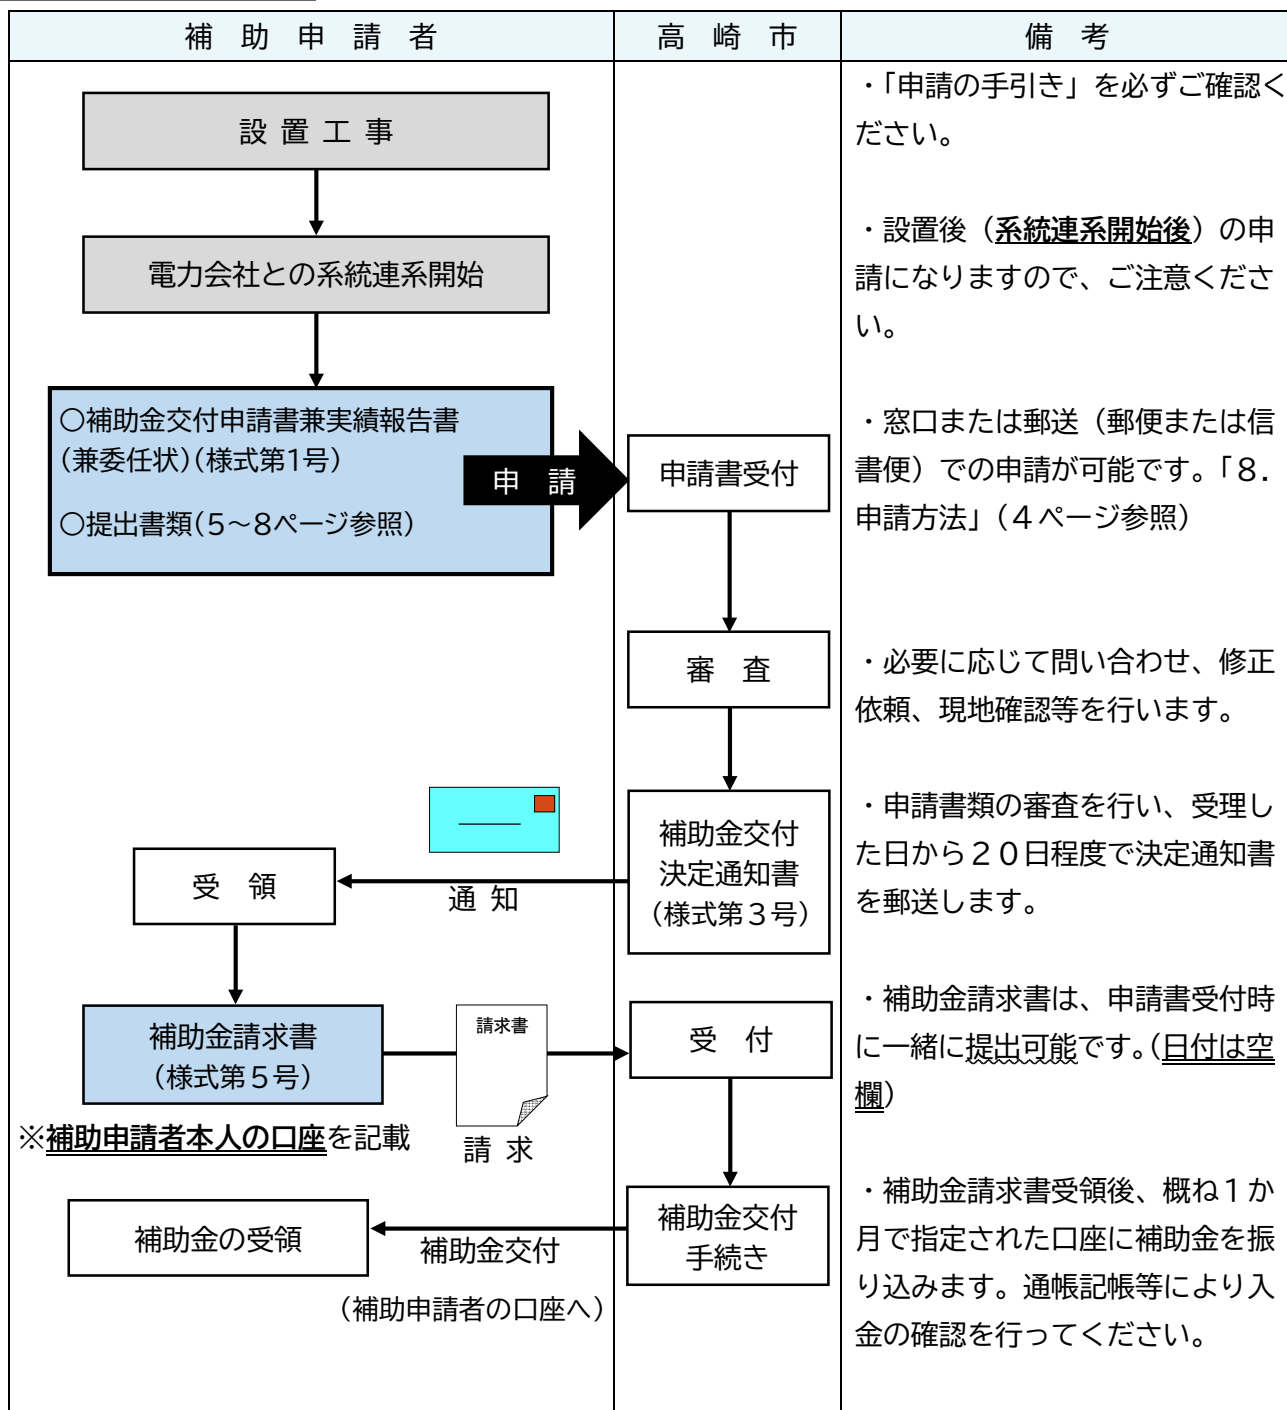 補 助 申 請 者
高 崎 市
備 考
設 置 工 事
電力会社との系統連系開始
○補助金交付申請書兼実績報告書
(兼委任状)(様式第1号)
○提出書類(5～8ページ参照)
申 請
申請書受付
審 査
補助金交付
決定通知書
(様式第3号)
通 知
受 領
補助金請求書
(様式第5号)
※補助申請者本人の口座を記載
請求書
請 求
受 付
補助金交付
手続き
補助金交付
(補助申請者の口座へ)
補助金の受領
・「申請の手引き」を必ずご確認く
ださい。
・設置後（系統連系開始後）の申
請になりますので、ご注意くださ
い。
・窓口または郵送（郵便または信
書便）での申請が可能です。「8.
申請方法」（4ページ参照）
・必要に応じて問い合わせ、修正
依頼、現地確認等を行います。
・申請書類の審査を行い、受理し
た日から20日程度で決定通知書
を郵送します。
・補助金請求書は、申請書受付時
に一緒に提出可能です。(日付は空
欄)
・補助金請求書受領後、概ね1か
月で指定された口座に補助金を振
り込みます。通帳記帳等により入
金の確認を行ってください。